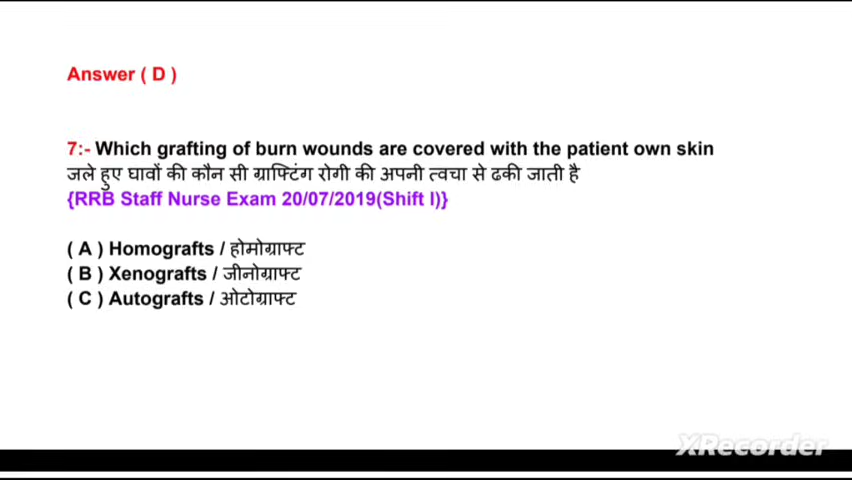 Answer ( D )
7:- Which grafting of burn wounds are covered with the patient own skin
जले हुए घावों की कौन सी ग्राफ्टिंग रोगी की अपनी त्वचा से ढकी जाती है
{RRB Staff Nurse Exam 20/07/2019(Shift I)}
( A ) Homografts / होमोग्राफ्ट
( B ) Xenografts / जीनोग्राफ्ट
( C ) Autografts / ओटोग्राफ्ट
XRecorder